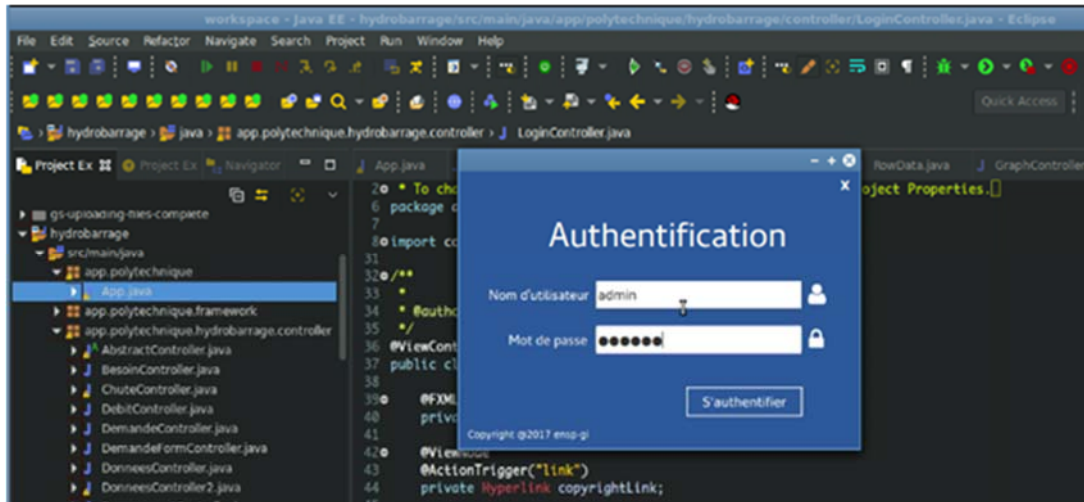 workspace - Java EE - hydrobarrage/src/main/java/app/polytechnique/hydrobarrage/controller/LoginController.java - Eclipse
File Edit Source Refactor Navigate Search Project Run Window Help
Quick Access
hydrobarrage java app.polytechnique.hydrobarrage.controller LoginController.java
Project Ex Project Ex Navigator App.java RowData.java GraphController
gs-uploading-files-complete
hydrobarrage
src/main/java
app.polytechnique
App.java
app.polytechnique.framework
app.polytechnique.hydrobarrage.controller
AbstractController.java
BesoinController.java
ChuteController.java
DebitController.java
DemandeController.java
DemandeFormController.java
DonneesController.java
DonneesController2.java
2 * To cho
oject Properties.
6 package
7
8 import co
31
32 /**
33 *
34 * @autho
35 */
36 @ViewCont
37 public cl
38
39 @FXML
40 priva
41
42 @ViewNode
43 @ActionTrigger("link")
44 private Hyperlink copyrightLink;
x
Authentification
Nom d'utilisateur admin
Mot de passe ●●●●●●
S'authentifier
Copyright @2017 ensp-gi